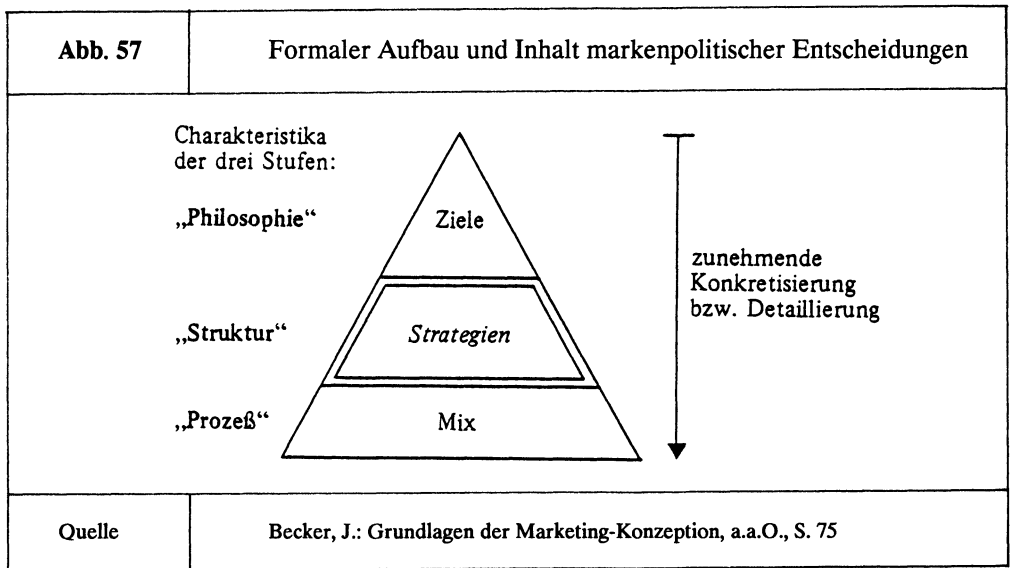 Abb. 57
Formaler Aufbau und Inhalt markenpolitischer Entscheidungen
Charakteristika
der drei Stufen:
„Philosophie“
Ziele
zunehmende
Konkretisierung
bzw. Detaillierung
„Struktur“
Strategien
„Prozeß“
Mix
Quelle
Becker, J.: Grundlagen der Marketing-Konzeption, a.a.O., S. 75